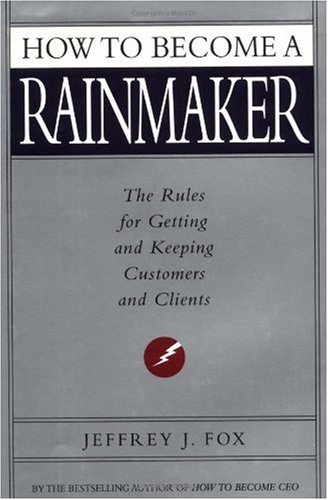 HOW TO BECOME A
RAINMAKER
The Rules
for Getting
and Keeping
Customers
and Clients
JEFFREY J. FOX
BY THE BESTSELLING AUTHOR OF HOW TO BECOME CEO